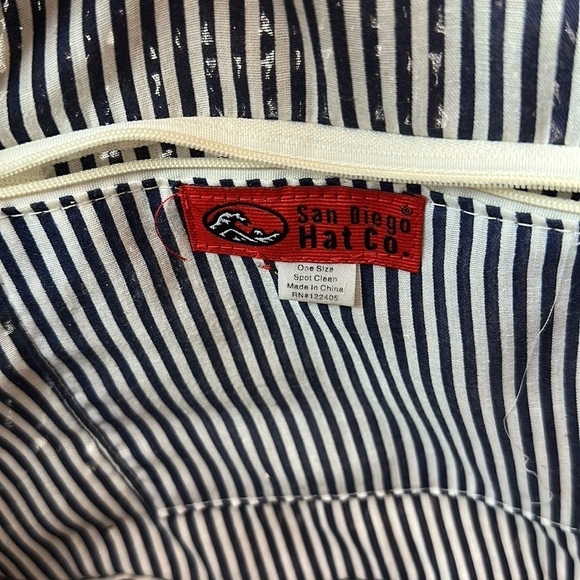 San Diego®
Hat Co.
One Size
Spot Clean
Made In China
RN#122405